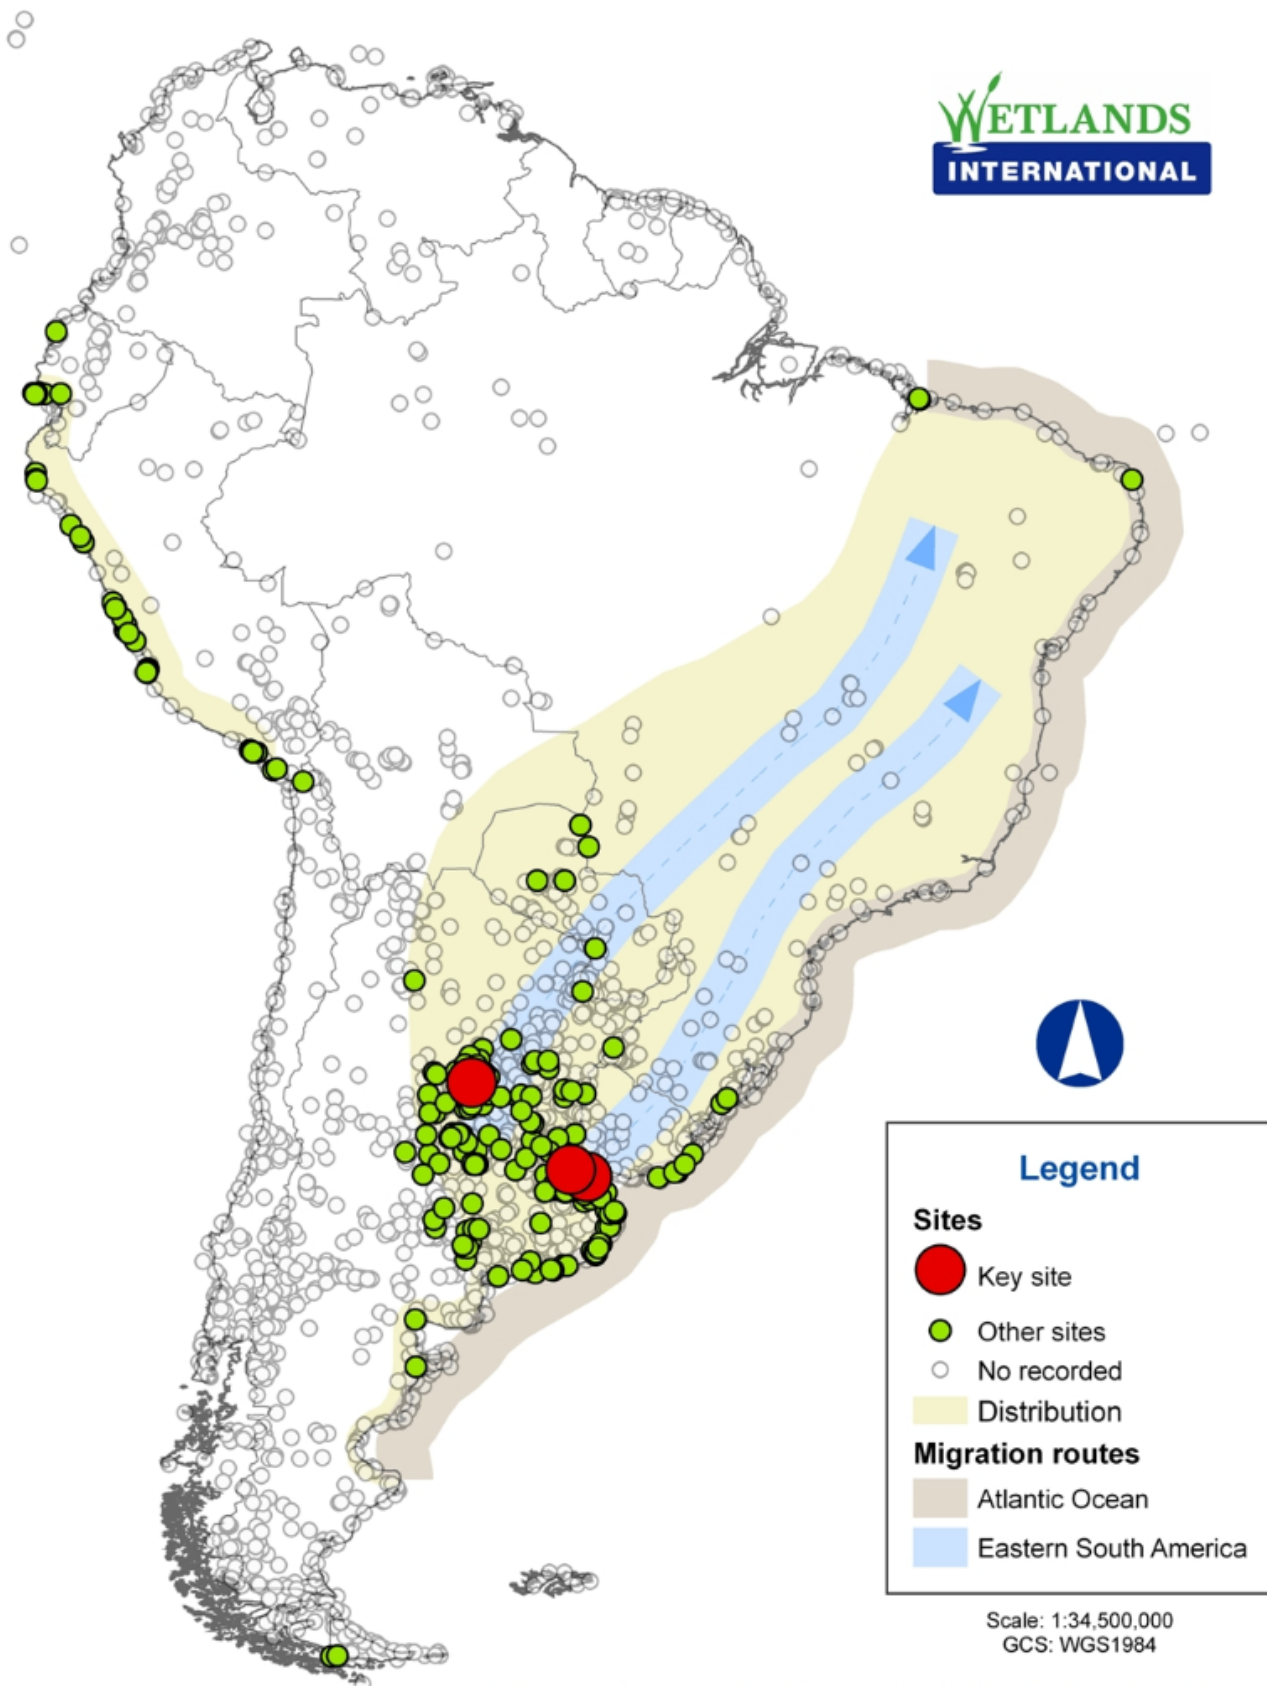 WETLANDS
INTERNATIONAL
Legend
Sites
Key site
Other sites
No recorded
Distribution
Migration routes
Atlantic Ocean
Eastern South America
Scale: 1:34,500,000
GCS: WGS1984